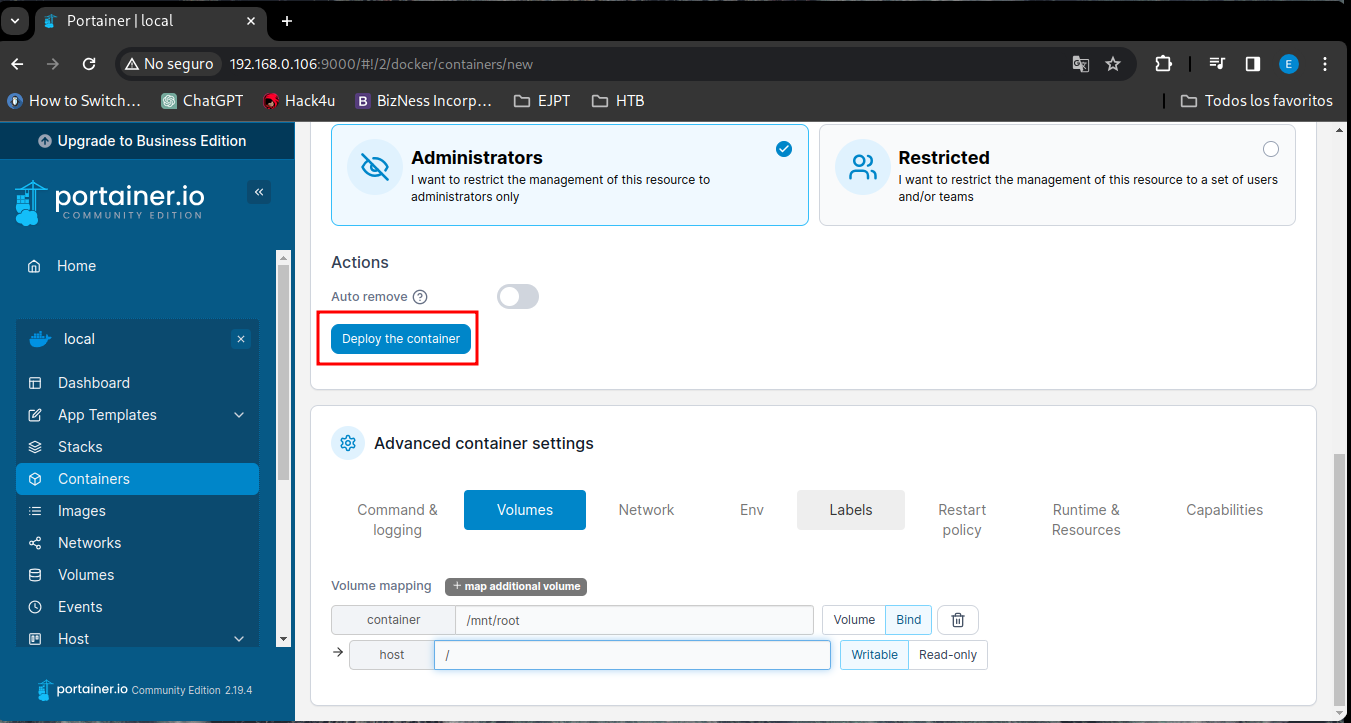 Portainer | local
No seguro
192.168.0.106:9000/#!/2/docker/containers/new
How to Switch…
ChatGPT
Hack4u
BizNess Incorp…
EJPT
HTB
Todos los favoritos
Upgrade to Business Edition
portainer.io
COMMUNITY EDITION
Home
local
Dashboard
App Templates
Stacks
Containers
Images
Networks
Volumes
Events
Host
portainer.io Community Edition 2.19.4
Administrators
I want to restrict the management of this resource to
administrators only
Restricted
I want to restrict the management of this resource to a set of users
and/or teams
Actions
Auto remove
Deploy the container
Advanced container settings
Command &
logging
Volumes
Network
Env
Labels
Restart
policy
Runtime &
Resources
Capabilities
Volume mapping
+ map additional volume
container
/mnt/root
Volume
Bind
host
/
Writable
Read-only